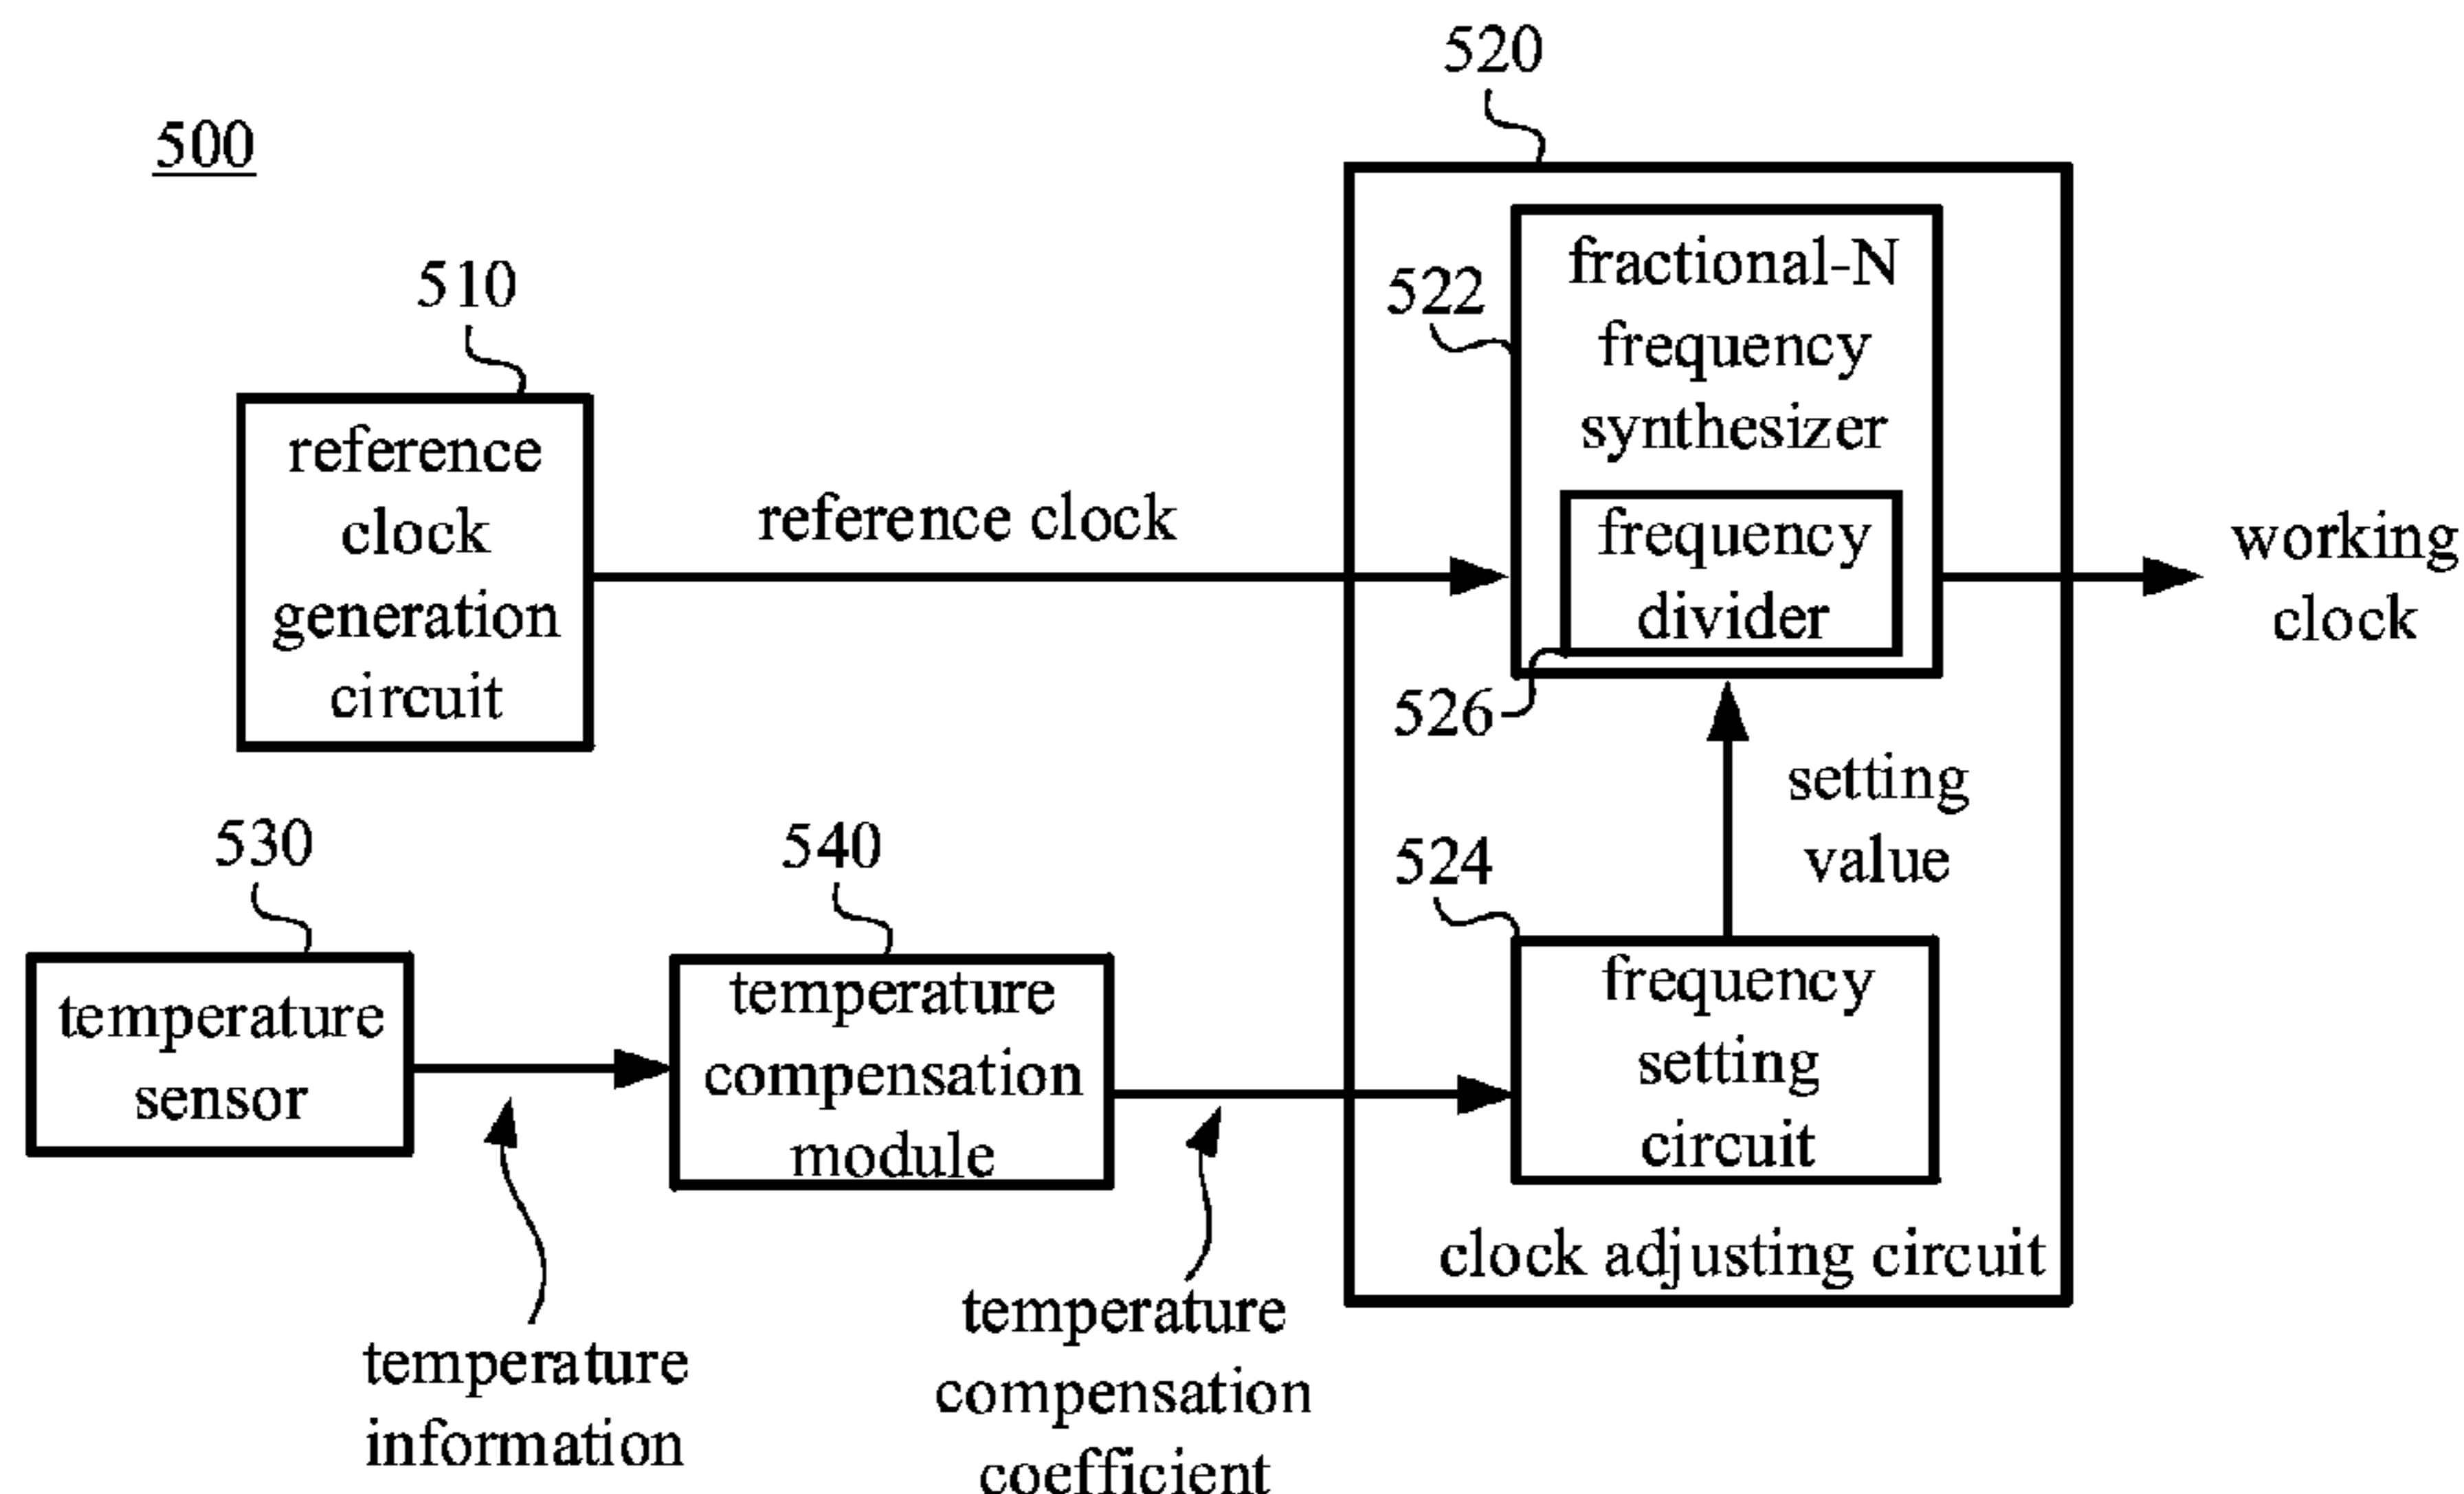 500
510
reference
clock
generation
circuit
reference clock
520
522
fractional-N
frequency
synthesizer
frequency
divider
526
working
clock
setting
value
524
frequency
setting
circuit
clock adjusting circuit
530
temperature
sensor
540
temperature
compensation
module
temperature
information
temperature
compensation
coefficient